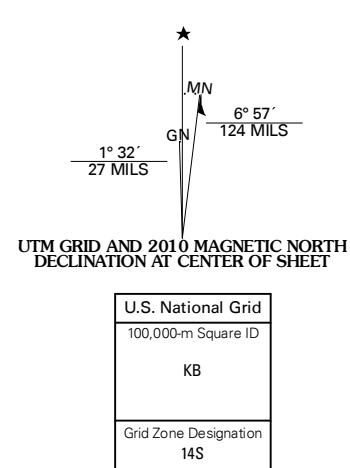 MN
6° 57´
124 MILS
GN
1° 32´
27 MILS
UTM GRID AND 2010 MAGNETIC NORTH
DECLINATION AT CENTER OF SHEET
U.S. National Grid
100,000-m Square ID
KB
Grid Zone Designation
14S